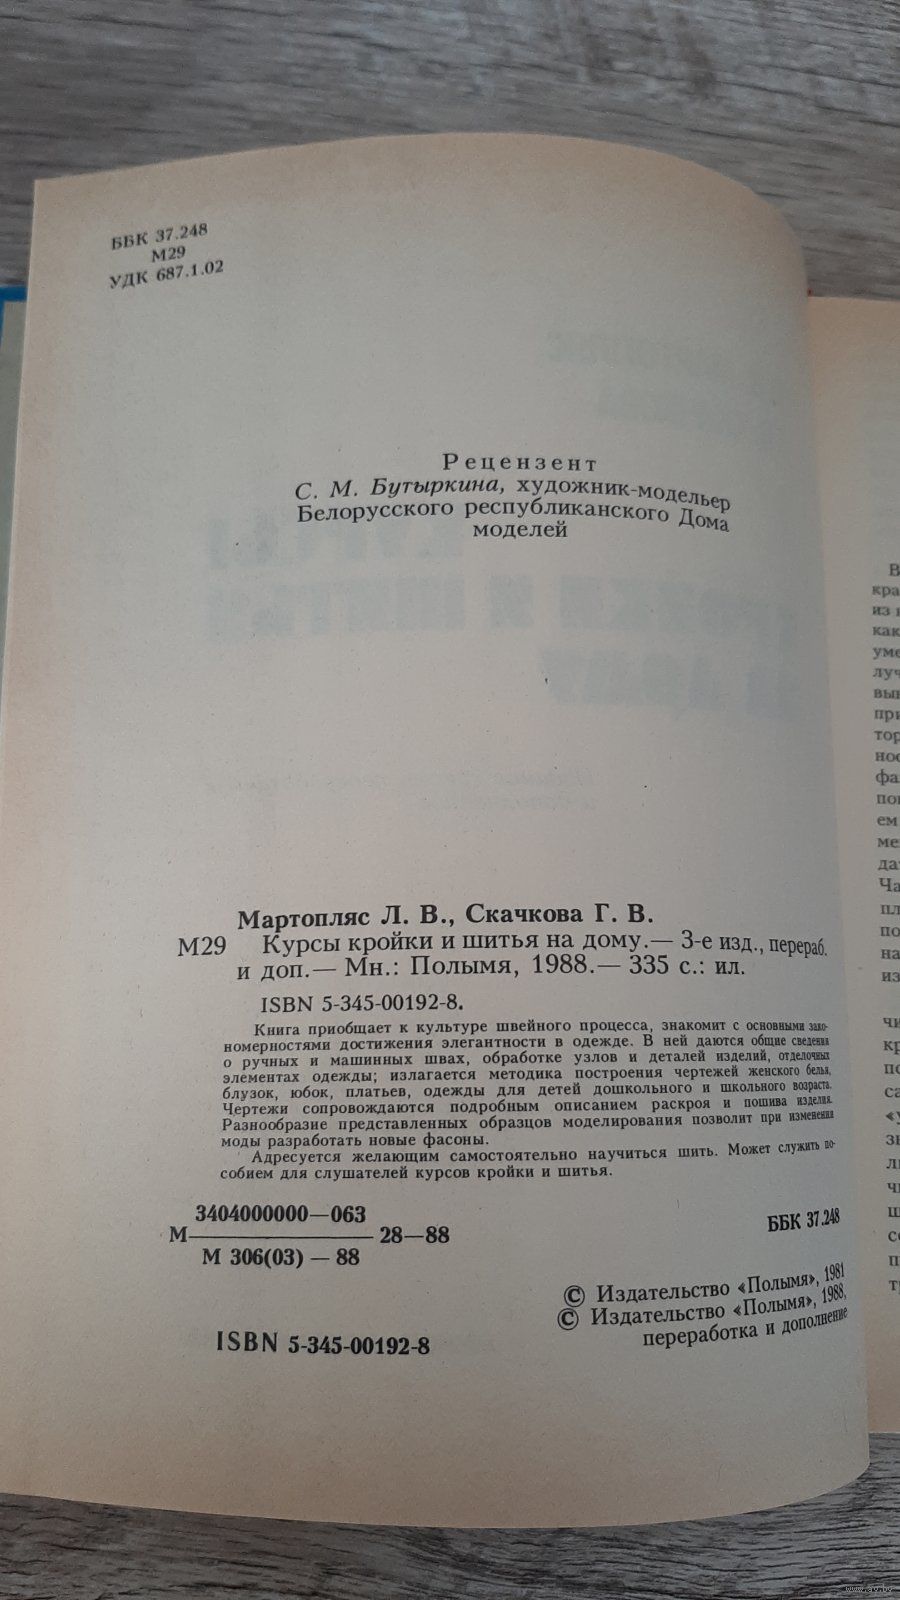 ББК 37.248
М29
УДК 687.1.02
Рецензент
С. М. Бутыркина, художник-модельер
Белорусского республиканского Дома
моделей
Мартопляс Л. В., Скачкова Г. В.
М29 Курсы кройки и шитья на дому.— 3-е изд., перераб.
и доп.— Мн.: Полымя, 1988.— 335 с.: ил.
ISBN 5-345-00192-8.
Книга приобщает к культуре швейного процесса, знакомит с основными зако-
номерностями достижения элегантности в одежде. В ней даются общие сведения
о ручных и машинных швах, обработке узлов и деталей изделий, отделочных
элементах одежды; излагается методика построения чертежей женского белья,
блузок, юбок, платьев, одежды для детей дошкольного и школьного возраста.
Чертежи сопровождаются подробным описанием раскроя и пошива изделия.
Разнообразие представленных образцов моделирования позволит при изменении
моды разработать новые фасоны.
Адресуется желающим самостоятельно научиться шить. Может служить по-
собием для слушателей курсов кройки и шитья.
3404000000—063
М 28—88
М 306(03) — 88
ББК 37.248
© Издательство «Полымя», 1981
© Издательство «Полымя», 1988,
переработка и дополнение
ISBN 5-345-00192-8